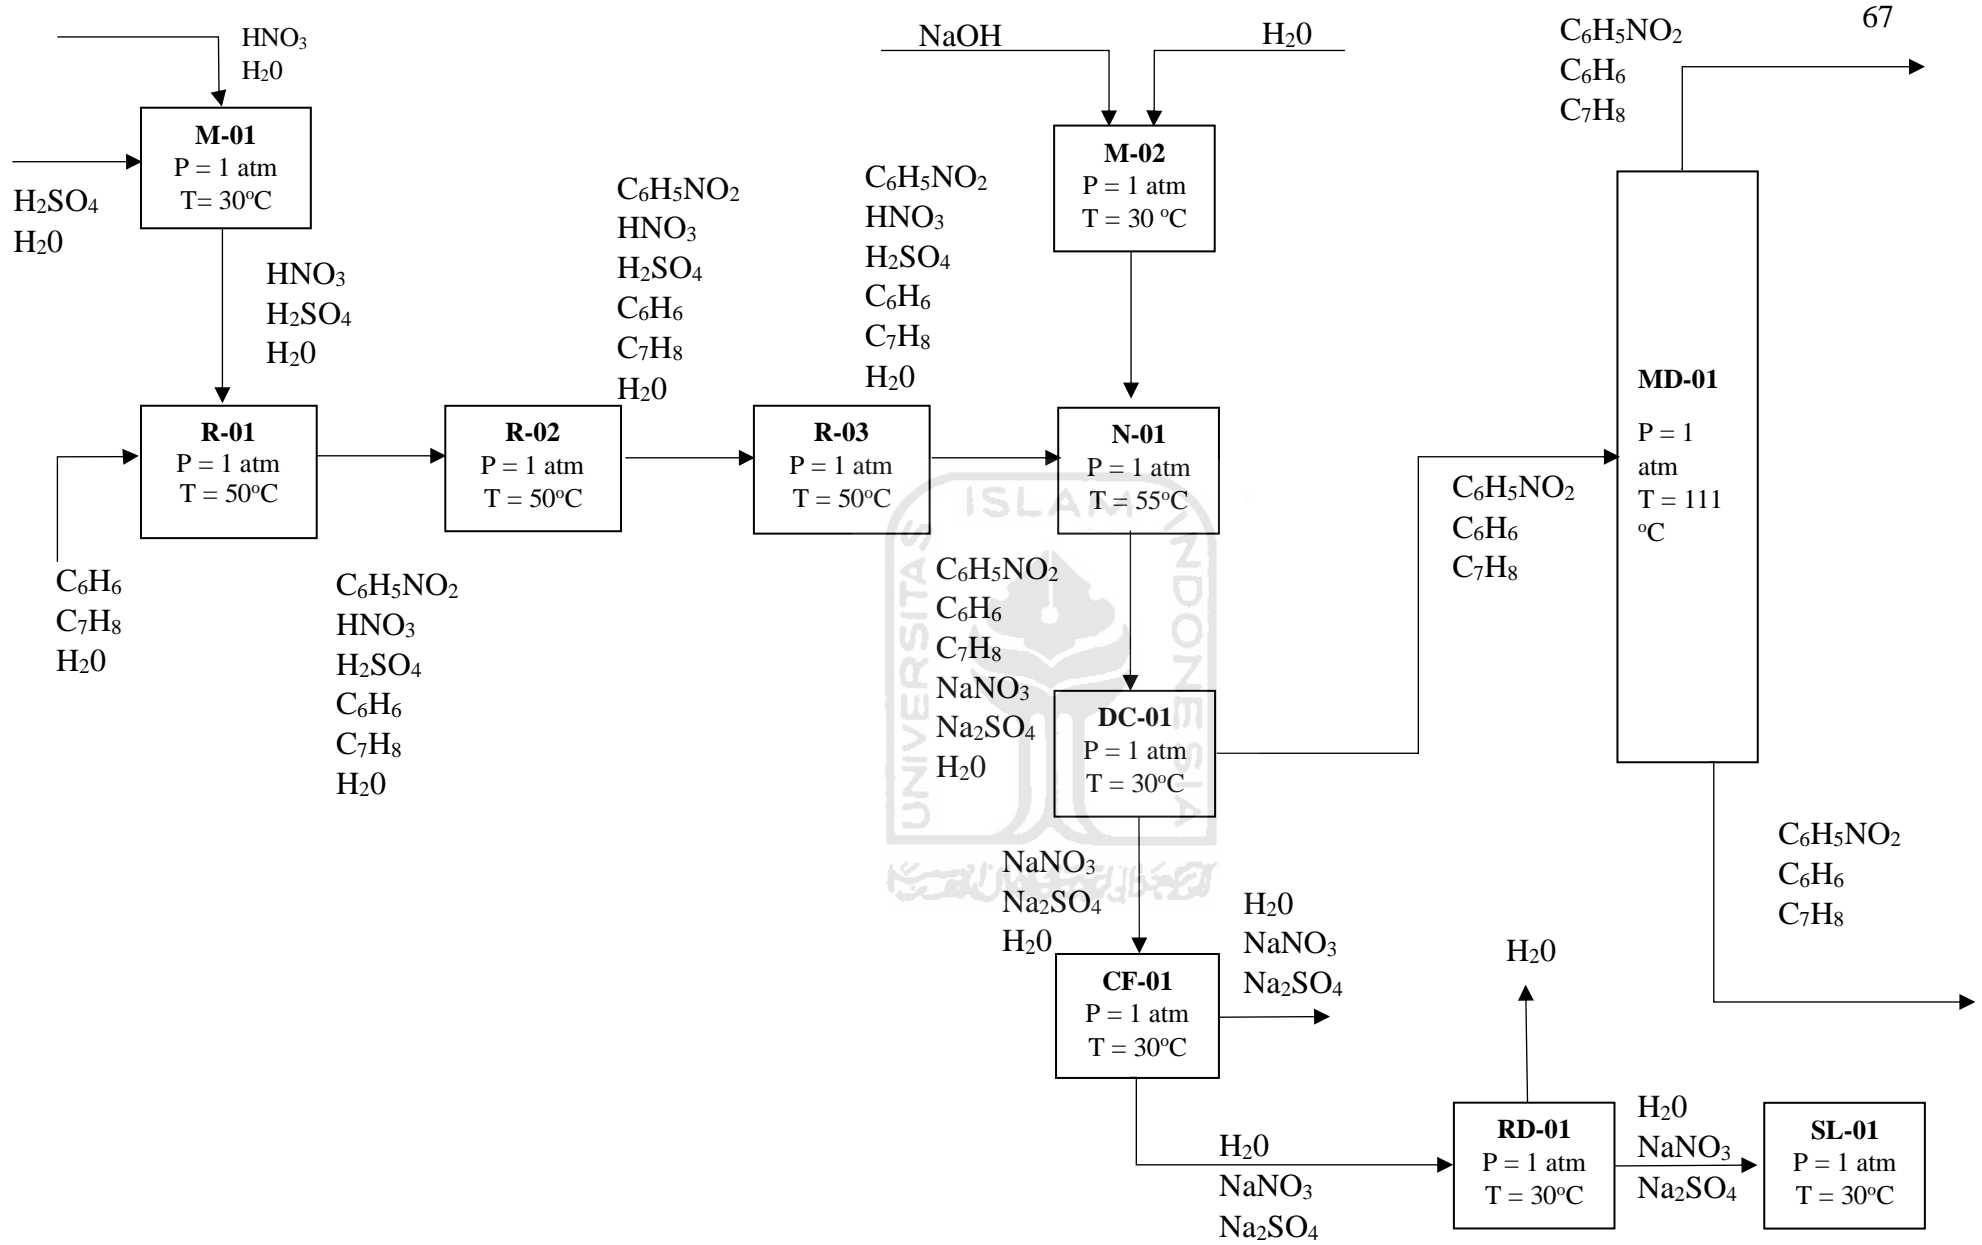 67
HNO3
H20
H2SO4
H20
M-01
P = 1 atm
T= 30oC
HNO3
H2SO4
H20
C6H6
C7H8
H20
R-01
P = 1 atm
T = 50oC
C6H5NO2
HNO3
H2SO4
C6H6
C7H8
H20
R-02
P = 1 atm
T = 50oC
C6H5NO2
HNO3
H2SO4
C6H6
C7H8
H20
R-03
P = 1 atm
T = 50oC
C6H5NO2
HNO3
H2SO4
C6H6
C7H8
H20
NaOH
H20
M-02
P = 1 atm
T = 30 oC
N-01
P = 1 atm
T = 55oC
C6H5NO2
C6H6
C7H8
NaNO3
Na2SO4
H20
DC-01
P = 1 atm
T = 30oC
C6H5NO2
C6H6
C7H8
MD-01
P = 1
atm
T = 111
oC
C6H5NO2
C6H6
C7H8
C6H5NO2
C6H6
C7H8
NaNO3
Na2SO4
H20
CF-01
P = 1 atm
T = 30oC
H20
NaNO3
Na2SO4
H20
NaNO3
Na2SO4
RD-01
P = 1 atm
T = 30oC
H20
H20
NaNO3
Na2SO4
SL-01
P = 1 atm
T = 30oC
UNIVERSITAS
ISLAM
INDONESIA